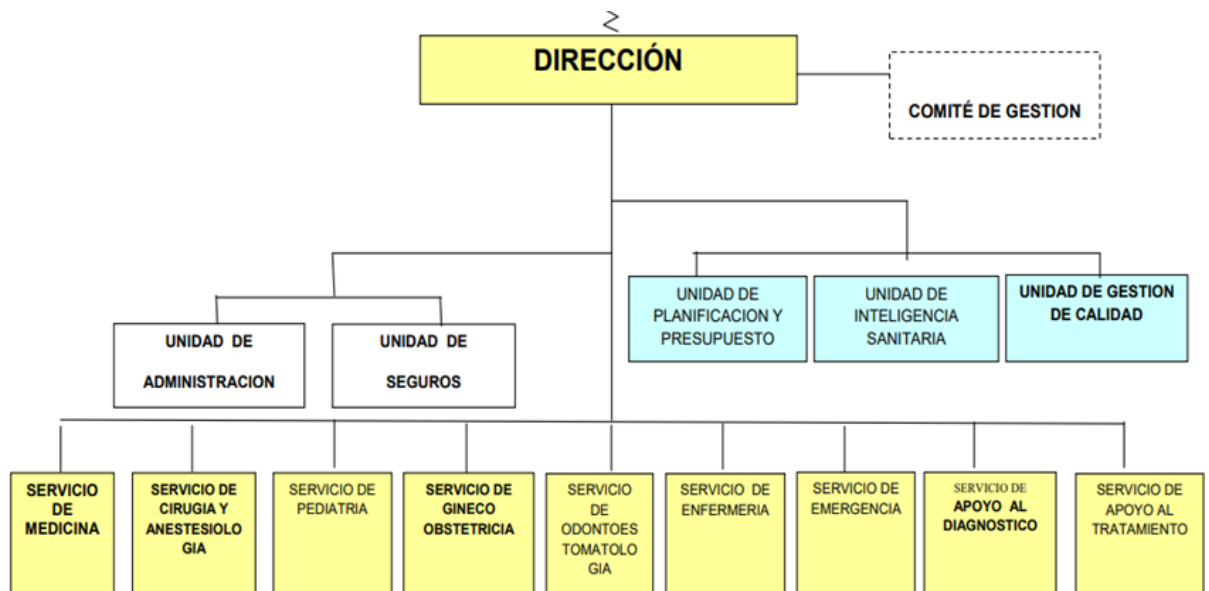 DIRECCIÓN
COMITÉ DE GESTION
UNIDAD DE
PLANIFICACION Y
PRESUPUESTO
UNIDAD DE
INTELIGENCIA
SANITARIA
UNIDAD DE GESTION
DE CALIDAD
UNIDAD DE
ADMINISTRACION
UNIDAD DE
SEGUROS
SERVICIO
DE
MEDICINA
SERVICIO DE
CIRUGIA Y
ANESTESIOLO
GIA
SERVICIO DE
PEDIATRIA
SERVICIO DE
GINECO
OBSTETRICIA
SERVICIO
DE
ODONTOES
TOMATOLO
GIA
SERVICIO DE
ENFERMERIA
SERVICIO DE
EMERGENCIA
SERVICIO DE
APOYO AL
DIAGNOSTICO
SERVICIO DE
APOYO AL
TRATAMIENTO